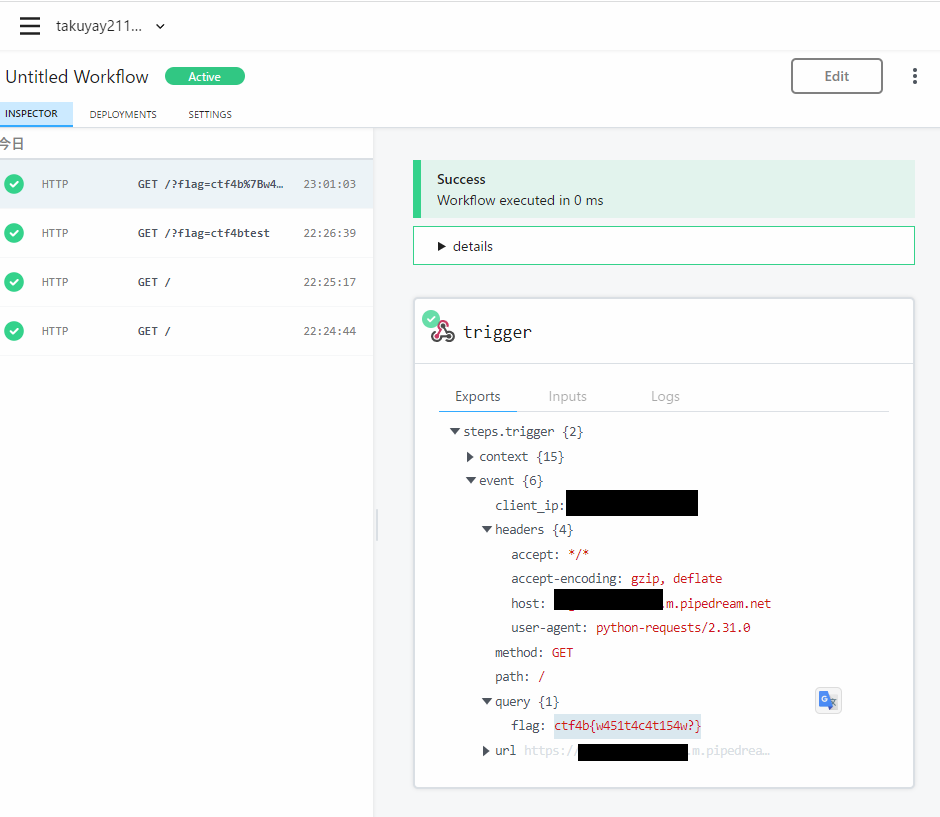 takuyay211...
Untitled Workflow
Active
Edit
INSPECTOR
DEPLOYMENTS
SETTINGS
今日
HTTP GET /?flag=ctf4b%7Bw4… 23:01:03
HTTP GET /?flag=ctf4btest 22:26:39
HTTP GET / 22:25:17
HTTP GET / 22:24:44
Success
Workflow executed in 0 ms
details
trigger
Exports Inputs Logs
steps.trigger {2}
context {15}
event {6}
client_ip:
headers {4}
accept: */*
accept-encoding: gzip, deflate
host: .m.pipedream.net
user-agent: python-requests/2.31.0
method: GET
path: /
query {1}
flag: ctf4b{w451t4c4t154w?}
url https:/ .m.pipedrea…